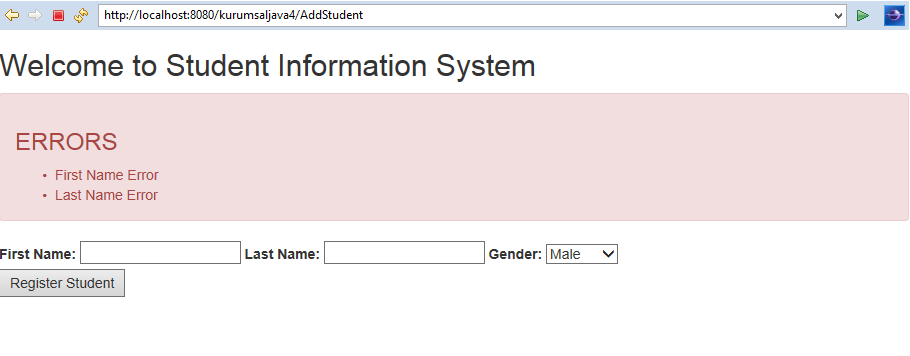 http://localhost:8080/kurumsaljava4/AddStudent
Welcome to Student Information System
ERRORS
• First Name Error
• Last Name Error
First Name: Last Name: Gender: Male
Register Student